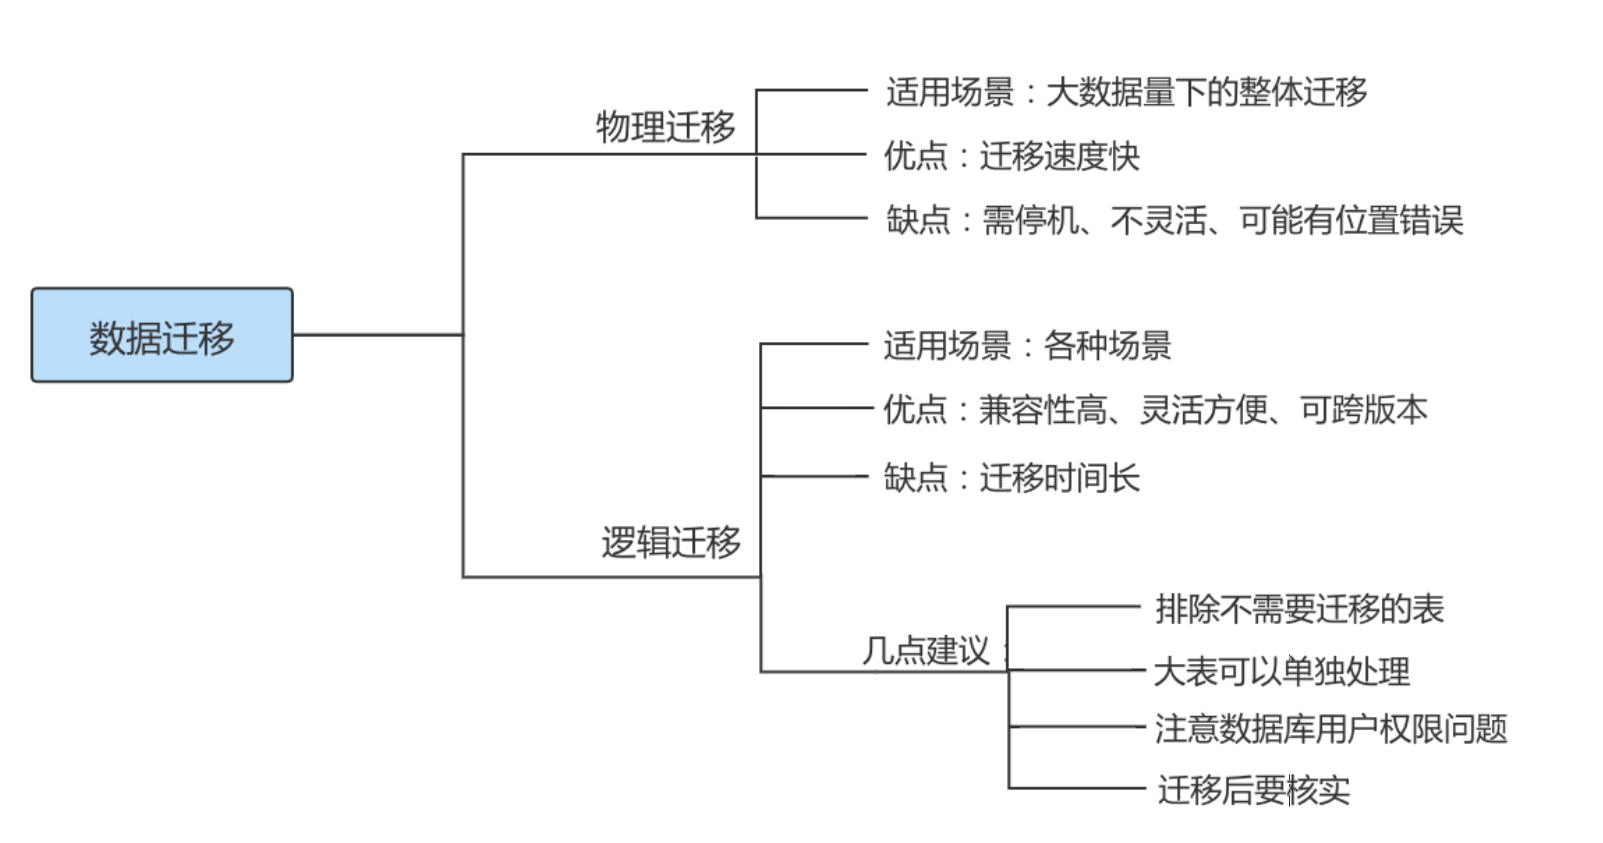 数据迁移
物理迁移
适用场景：大数据量下的整体迁移
优点：迁移速度快
缺点：需停机、不灵活、可能有位置错误
逻辑迁移
适用场景：各种场景
优点：兼容性高、灵活方便、可跨版本
缺点：迁移时间长
几点建议：
排除不需要迁移的表
大表可以单独处理
注意数据库用户权限问题
迁移后要核实